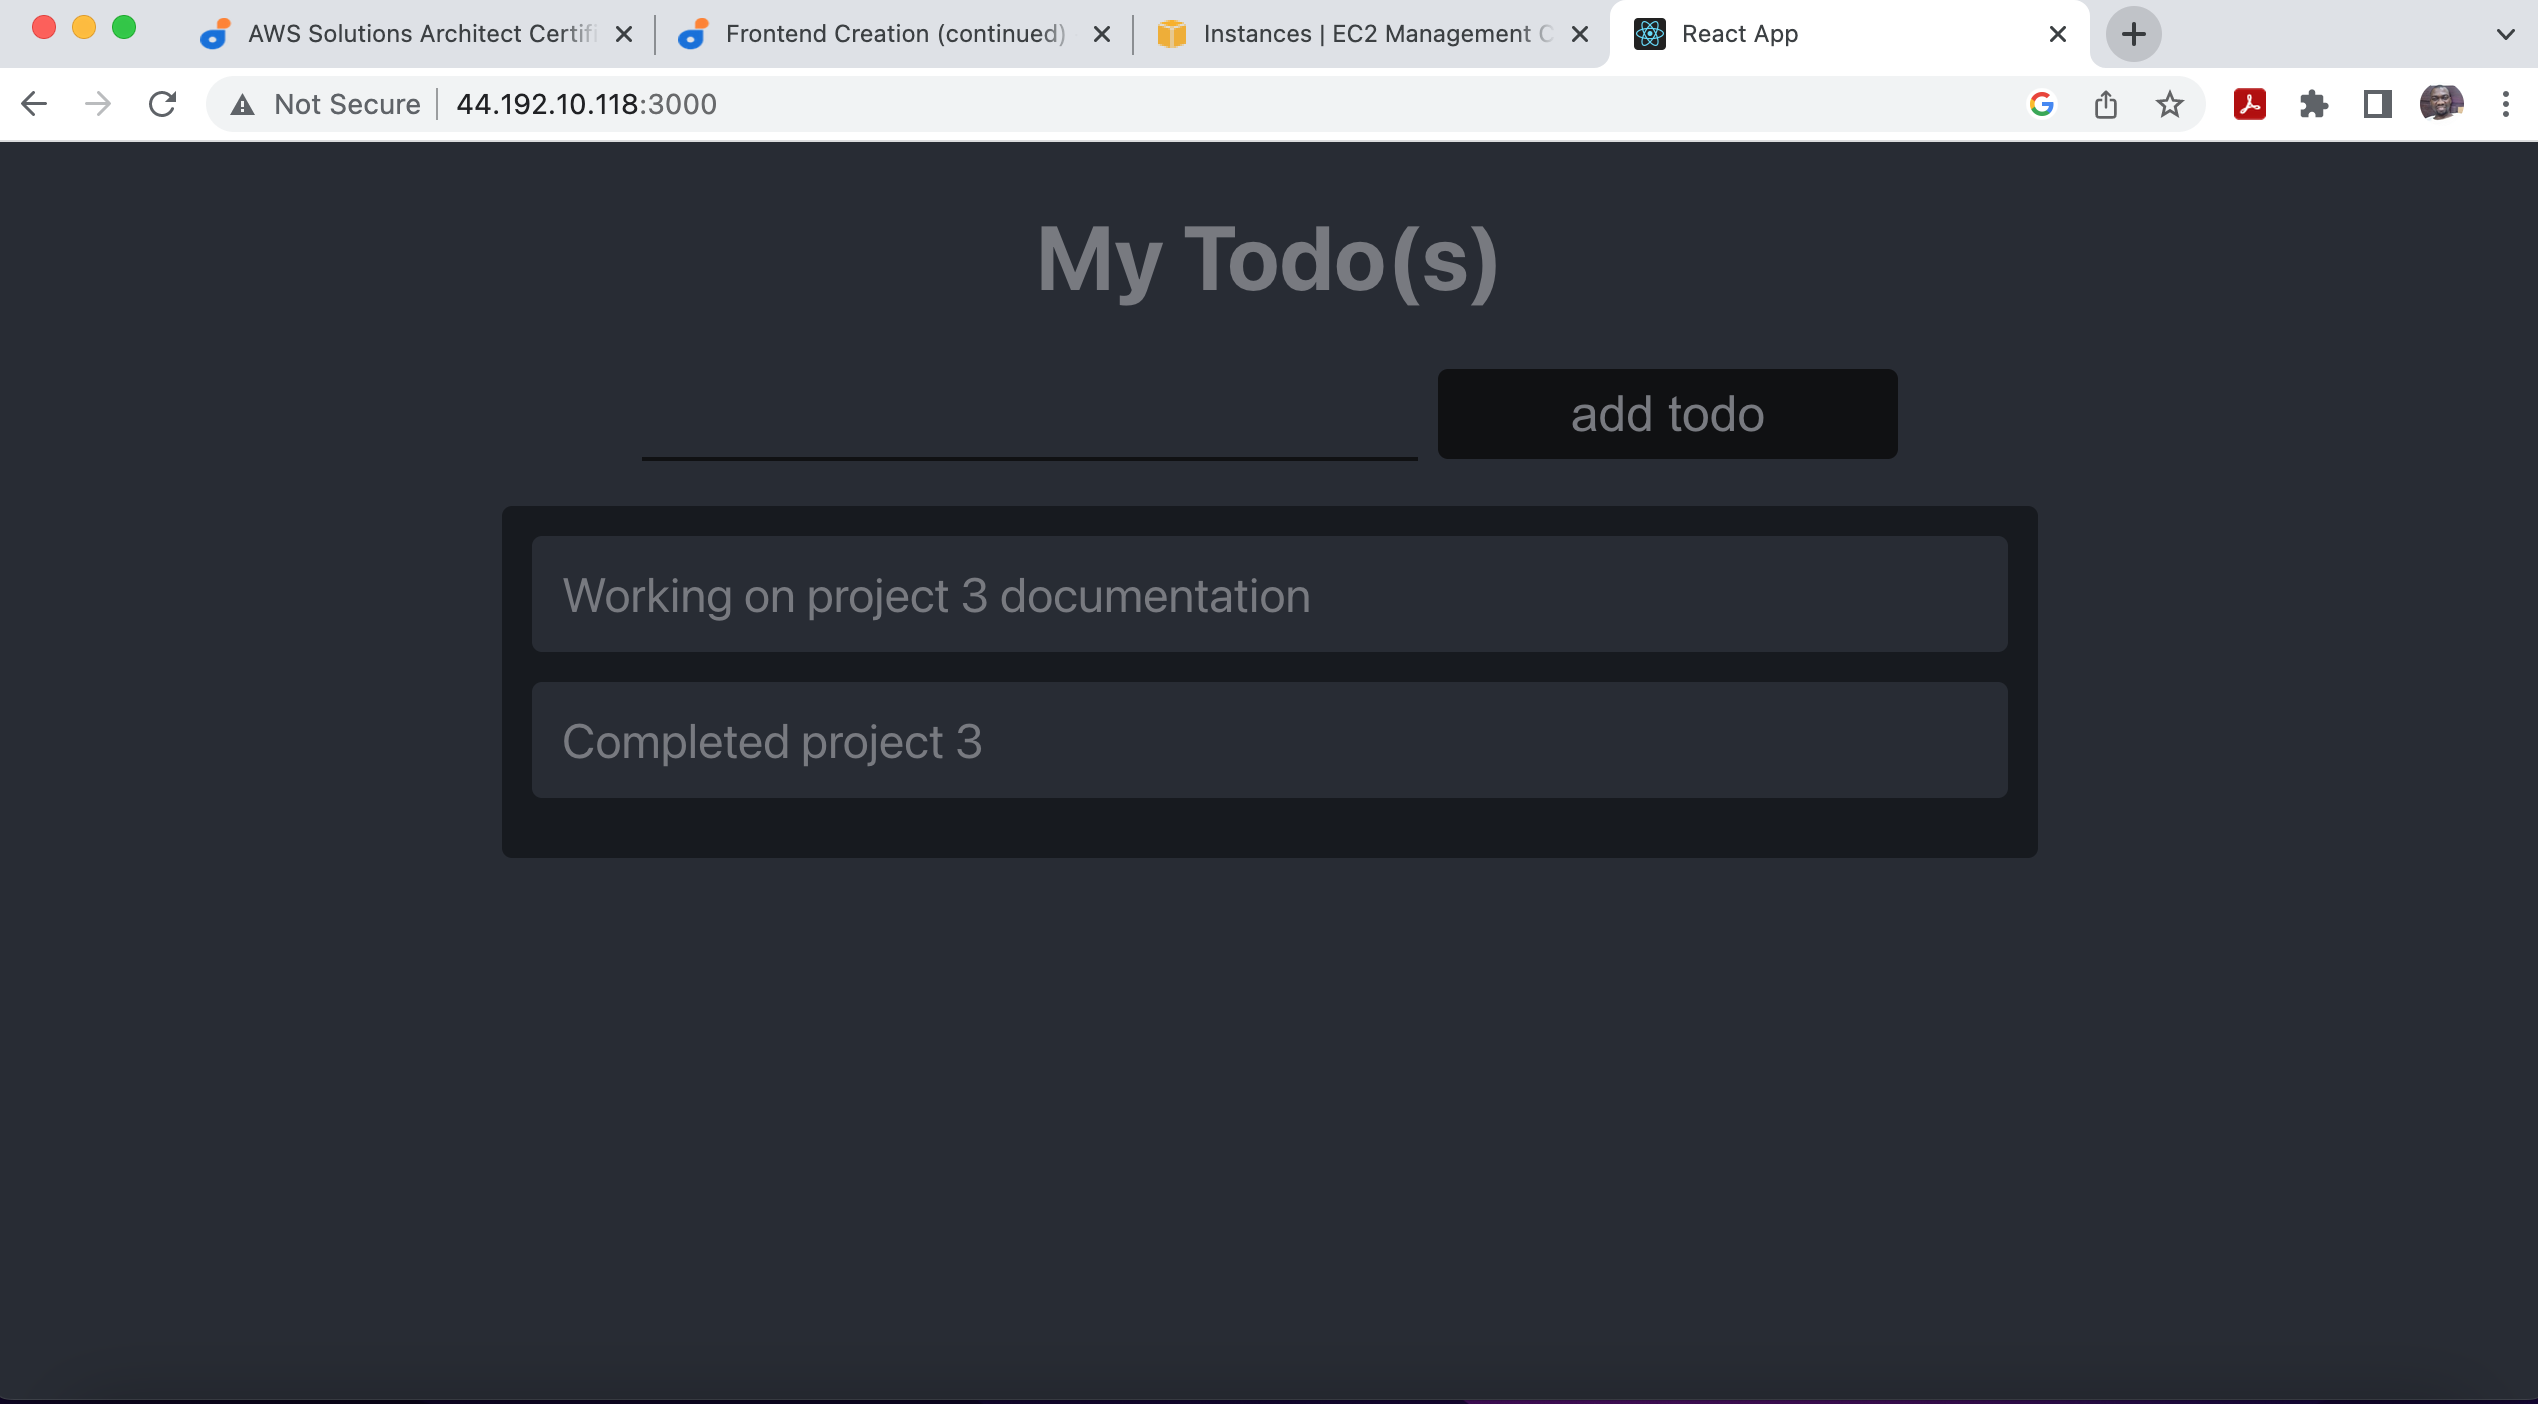 AWS Solutions Architect Certifi
Frontend Creation (continued)
Instances | EC2 Management C
React App
Not Secure
44.192.10.118:3000
My Todo(s)
add todo
Working on project 3 documentation
Completed project 3